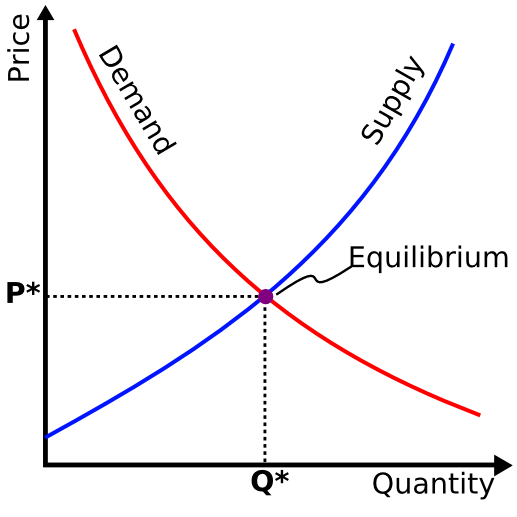 Price
Demand
Supply
Equilibrium
P*
Q*
Quantity